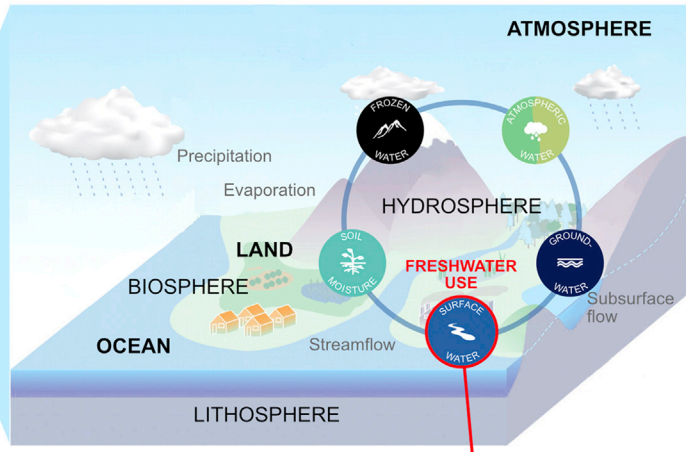 ATMOSPHERE
FROZEN
WATER
ATMOSPHERIC
WATER
Precipitation
Evaporation
HYDROSPHERE
LAND
SOIL
MOISTURE
GROUND-
WATER
BIOSPHERE
FRESHWATER
USE
Subsurface
flow
SURFACE
WATER
OCEAN
Streamflow
LITHOSPHERE